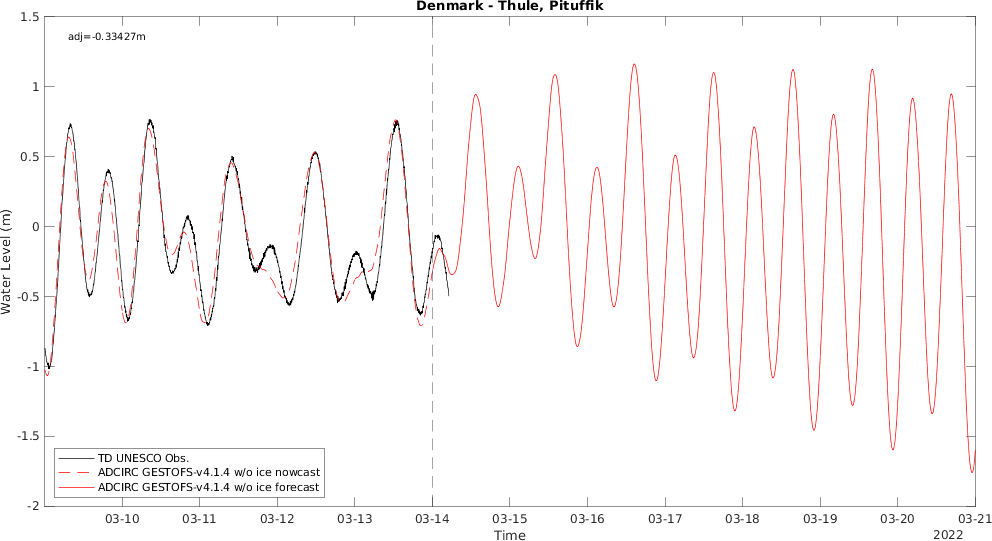 Denmark - Thule, Pituffik
adj=-0.33427m
1.5
1
0.5
0
-0.5
-1
-1.5
-2
Water Level (m)
TD UNESCO Obs.
ADCIRC GESTOFS-v4.1.4 w/o ice nowcast
ADCIRC GESTOFS-v4.1.4 w/o ice forecast
03-10 03-11 03-12 03-13 03-14 03-15 03-16 03-17 03-18 03-19 03-20 03-21
Time
2022